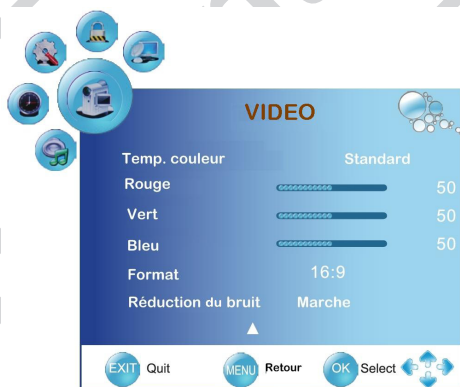 VIDEO
Temp. couleur Standard
Rouge 50
Vert 50
Bleu 50
Format 16:9
Réduction du bruit Marche
EXIT Quit MENU Retour OK Select